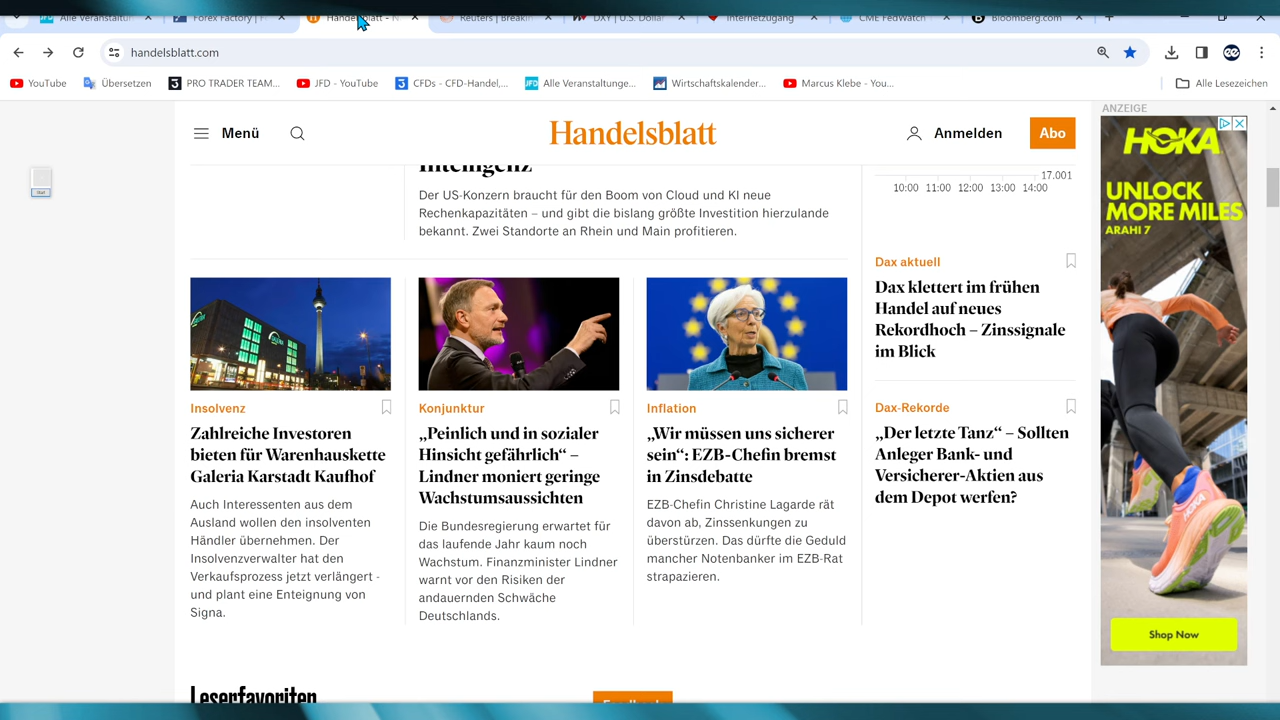 Alle Veranstaltu
Forex Factory | F
Handelsblatt - N
Reuters | Breakin
DXY | U.S. Dolla
Internetzugang
CME FedWatch
Bloomberg.com
handelsblatt.com
YouTube
Übersetzen
PRO TRADER TEAM...
JFD - YouTube
CFDs - CFD-Handel,...
Alle Veranstaltunge...
Wirtschaftskalender...
Marcus Klebe - You...
Alle Lesezeichen
Menü
Handelsblatt
Anmelden
Abo
Intelligenz
Der US-Konzern braucht für den Boom von Cloud und KI neue
Rechenkapazitäten – und gibt die bislang größte Investition hierzulande
bekannt. Zwei Standorte an Rhein und Main profitieren.
17.001
10:00 11:00 12:00 13:00 14:00
Insolvenz
Zahlreiche Investoren
bieten für Warenhauskette
Galeria Karstadt Kaufhof
Auch Interessenten aus dem
Ausland wollen den insolventen
Händler übernehmen. Der
Insolvenzverwalter hat den
Verkaufsprozess jetzt verlängert -
und plant eine Enteignung von
Signa.
Konjunktur
„Peinlich und in sozialer
Hinsicht gefährlich“ –
Lindner moniert geringe
Wachstumsaussichten
Die Bundesregierung erwartet für
das laufende Jahr kaum noch
Wachstum. Finanzminister Lindner
warnt vor den Risiken der
andauernden Schwäche
Deutschlands.
Inflation
„Wir müssen uns sicherer
sein“: EZB-Chefin bremst
in Zinsdebatte
EZB-Chefin Christine Lagarde rät
davon ab, Zinssenkungen zu
überstürzen. Das dürfte die Geduld
mancher Notenbanker im EZB-Rat
strapazieren.
Dax aktuell
Dax klettert im frühen
Handel auf neues
Rekordhoch – Zinssignale
im Blick
Dax-Rekorde
„Der letzte Tanz“ – Sollten
Anleger Bank- und
Versicherer-Aktien aus
dem Depot werfen?
Leserfavoriten
ANZEIGE
HOKA
UNLOCK
MORE MILES
ARAHI 7
Shop Now